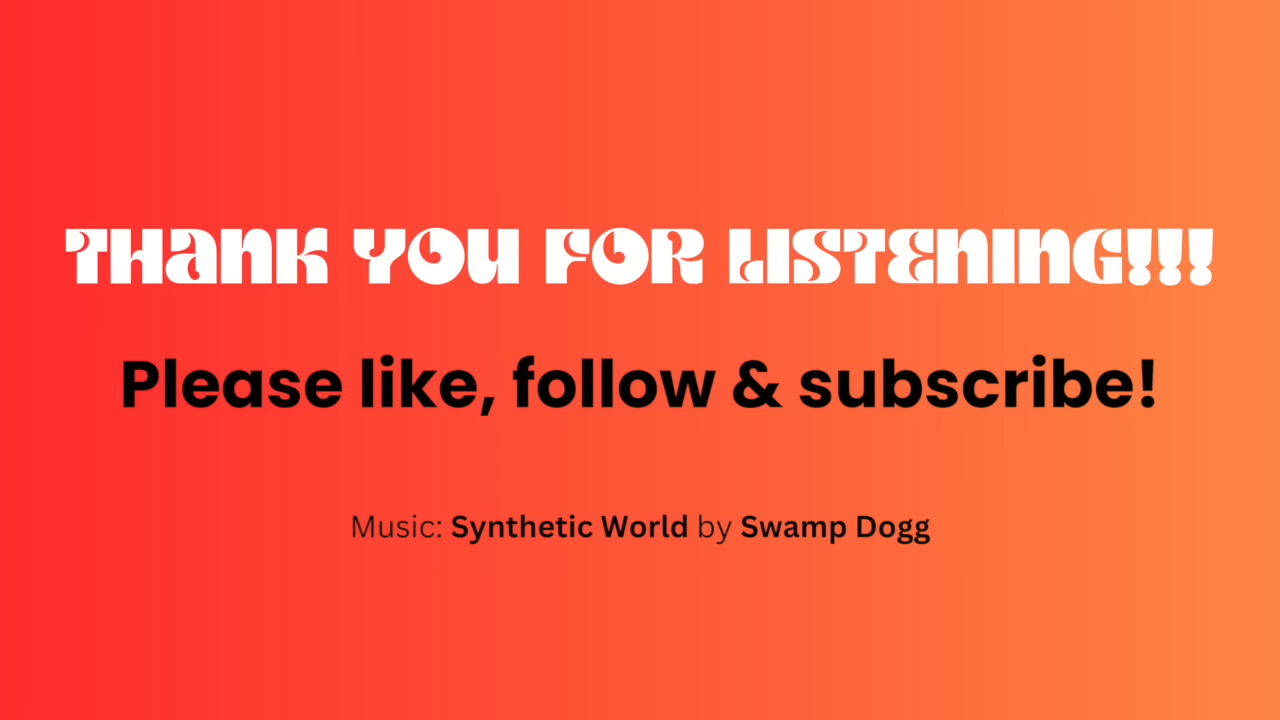 THANK YOU FOR LISTENING!!!
Please like, follow & subscribe!
Music: Synthetic World by Swamp Dogg